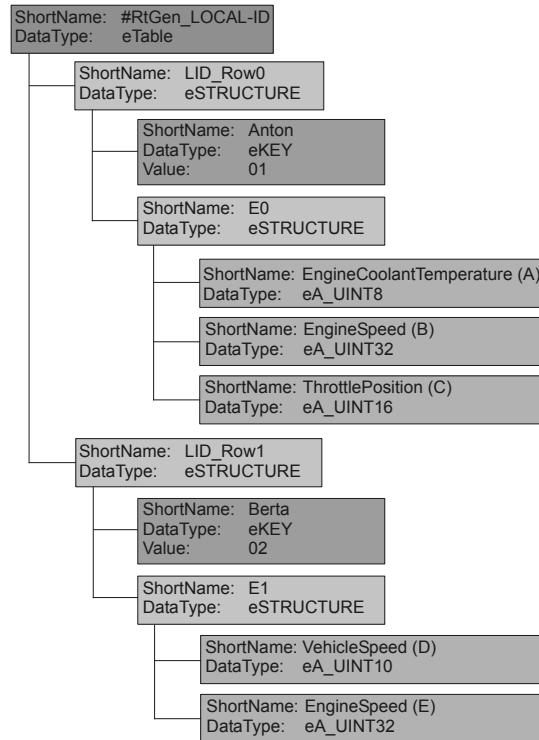 ShortName: #RtGen_LOCAL-ID
DataType: eTable
ShortName: LID_Row0
DataType: eSTRUCTURE
ShortName: Anton
DataType: eKEY
Value: 01
ShortName: E0
DataType: eSTRUCTURE
ShortName: EngineCoolantTemperature (A)
DataType: eA_UINT8
ShortName: EngineSpeed (B)
DataType: eA_UINT32
ShortName: ThrottlePosition (C)
DataType: eA_UINT16
ShortName: LID_Row1
DataType: eSTRUCTURE
ShortName: Berta
DataType: eKEY
Value: 02
ShortName: E1
DataType: eSTRUCTURE
ShortName: VehicleSpeed (D)
DataType: eA_UINT10
ShortName: EngineSpeed (E)
DataType: eA_UINT32